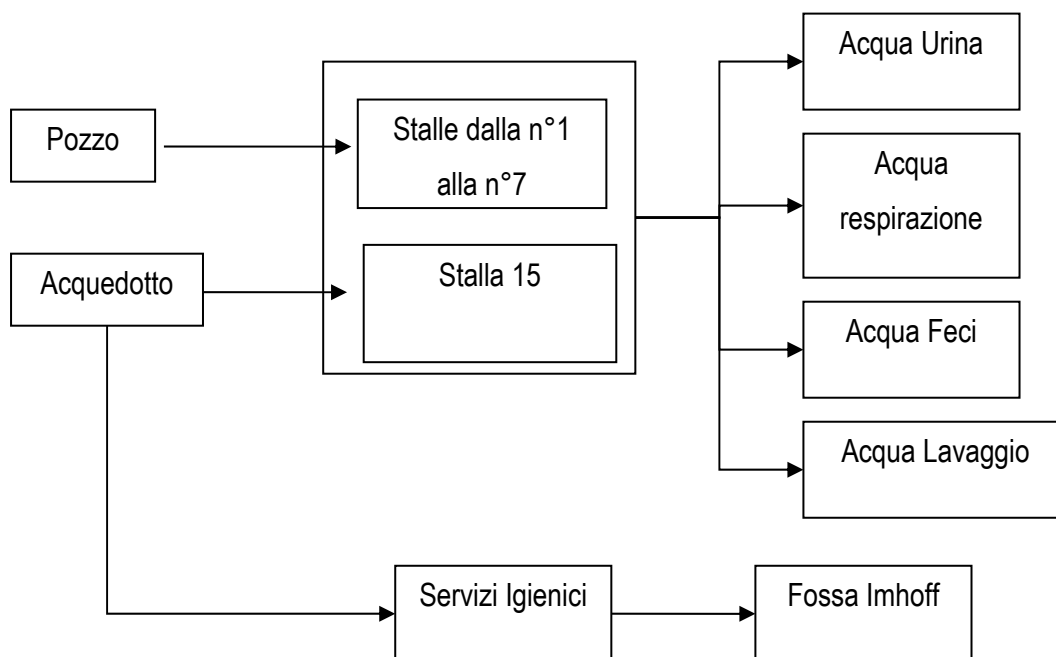 Acqua Urina
Pozzo
Stalle dalla n°1
alla n°7
Acqua
respirazione
Acquedotto
Stalla 15
Acqua Feci
Acqua Lavaggio
Servizi Igienici
Fossa Imhoff